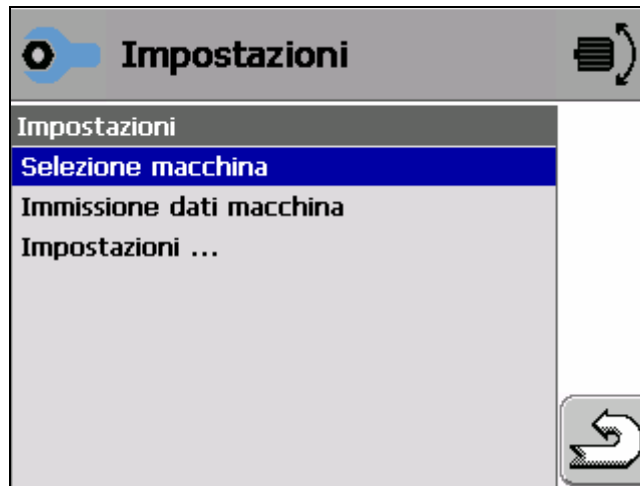 Impostazioni
Impostazioni
Selezione macchina
Immissione dati macchina
Impostazioni ...